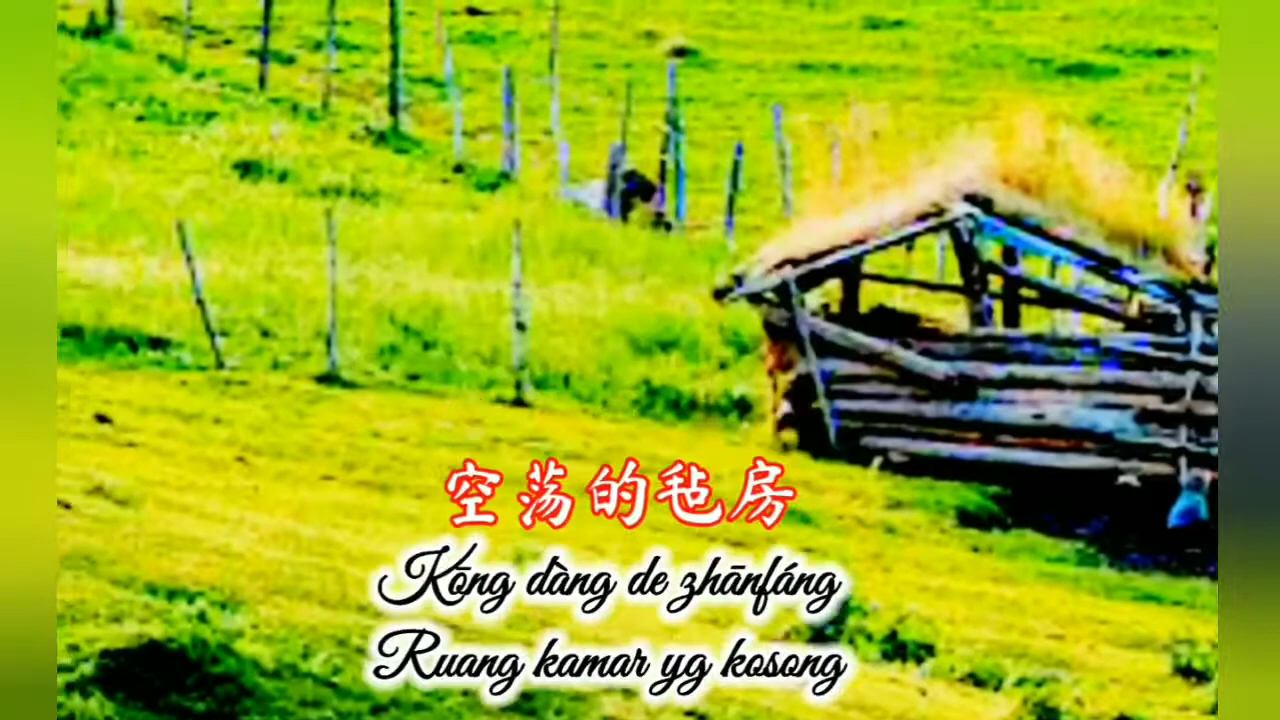 空荡的毡房
Kōng dàng de zhānfáng
Ruang kamar yg kosong